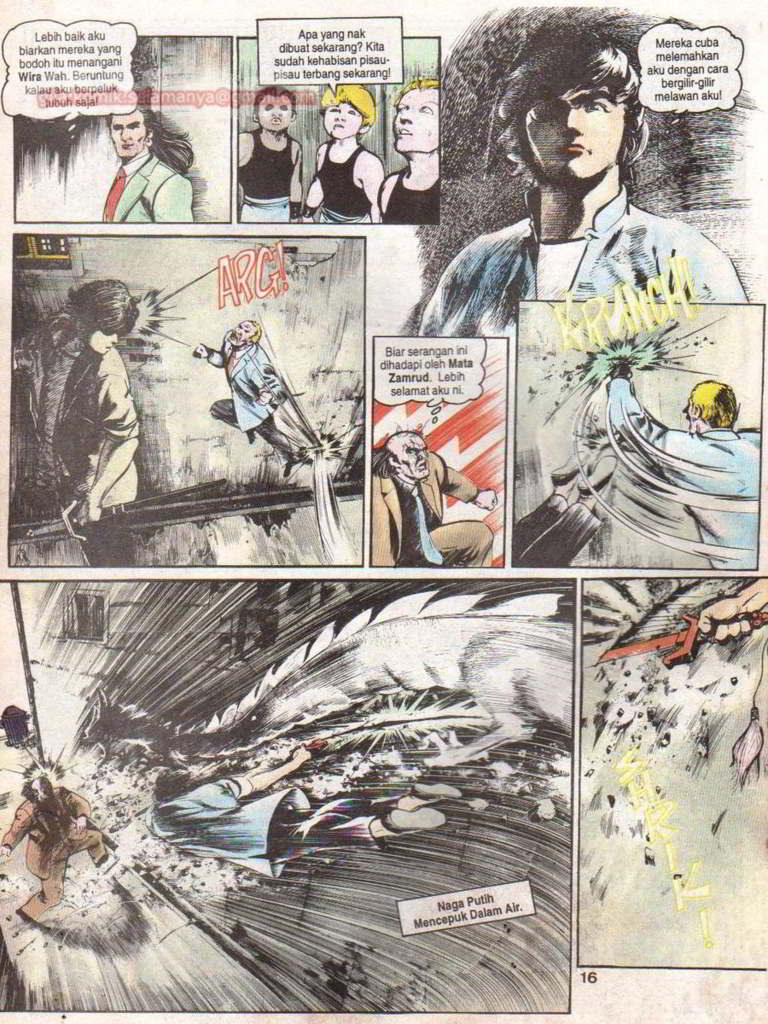 Lebih baik aku
biarkan mereka yang
bodoh itu menangani
Wira Wah. Beruntung
kalau aku berpeluk
tubuh saja!
Apa yang nak
dibuat sekarang? Kita
sudah kehabisan pisau-
pisau terbang sekarang!
Mereka cuba
melemahkan
aku dengan cara
bergilir-gilir
melawan aku!
ARG!
Biar serangan ini
dihadapi oleh Mata
Zamrud. Lebih
selamat aku ni.
KRUNCH!
Naga Putih
Mencepuk Dalam Air.
SHRIK!
16